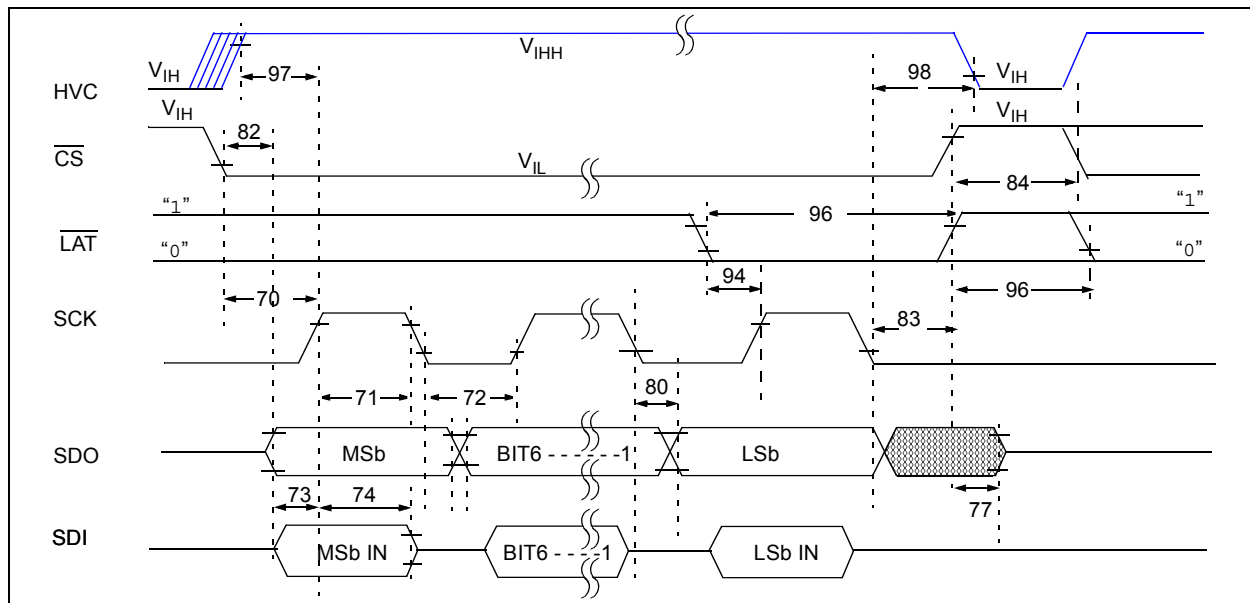 V_IHH
V_IH
97
98
V_IH
HVC
V_IH
V_IH
82
CS
V_IL
84
“1”
96
“1”
LAT
“0”
“0”
94
70
96
SCK
83
80
71
72
SDO
MSb
BIT6 - - - - - - -1
LSb
73
74
77
SDI
MSb IN
BIT6 - - - - -1
LSb IN